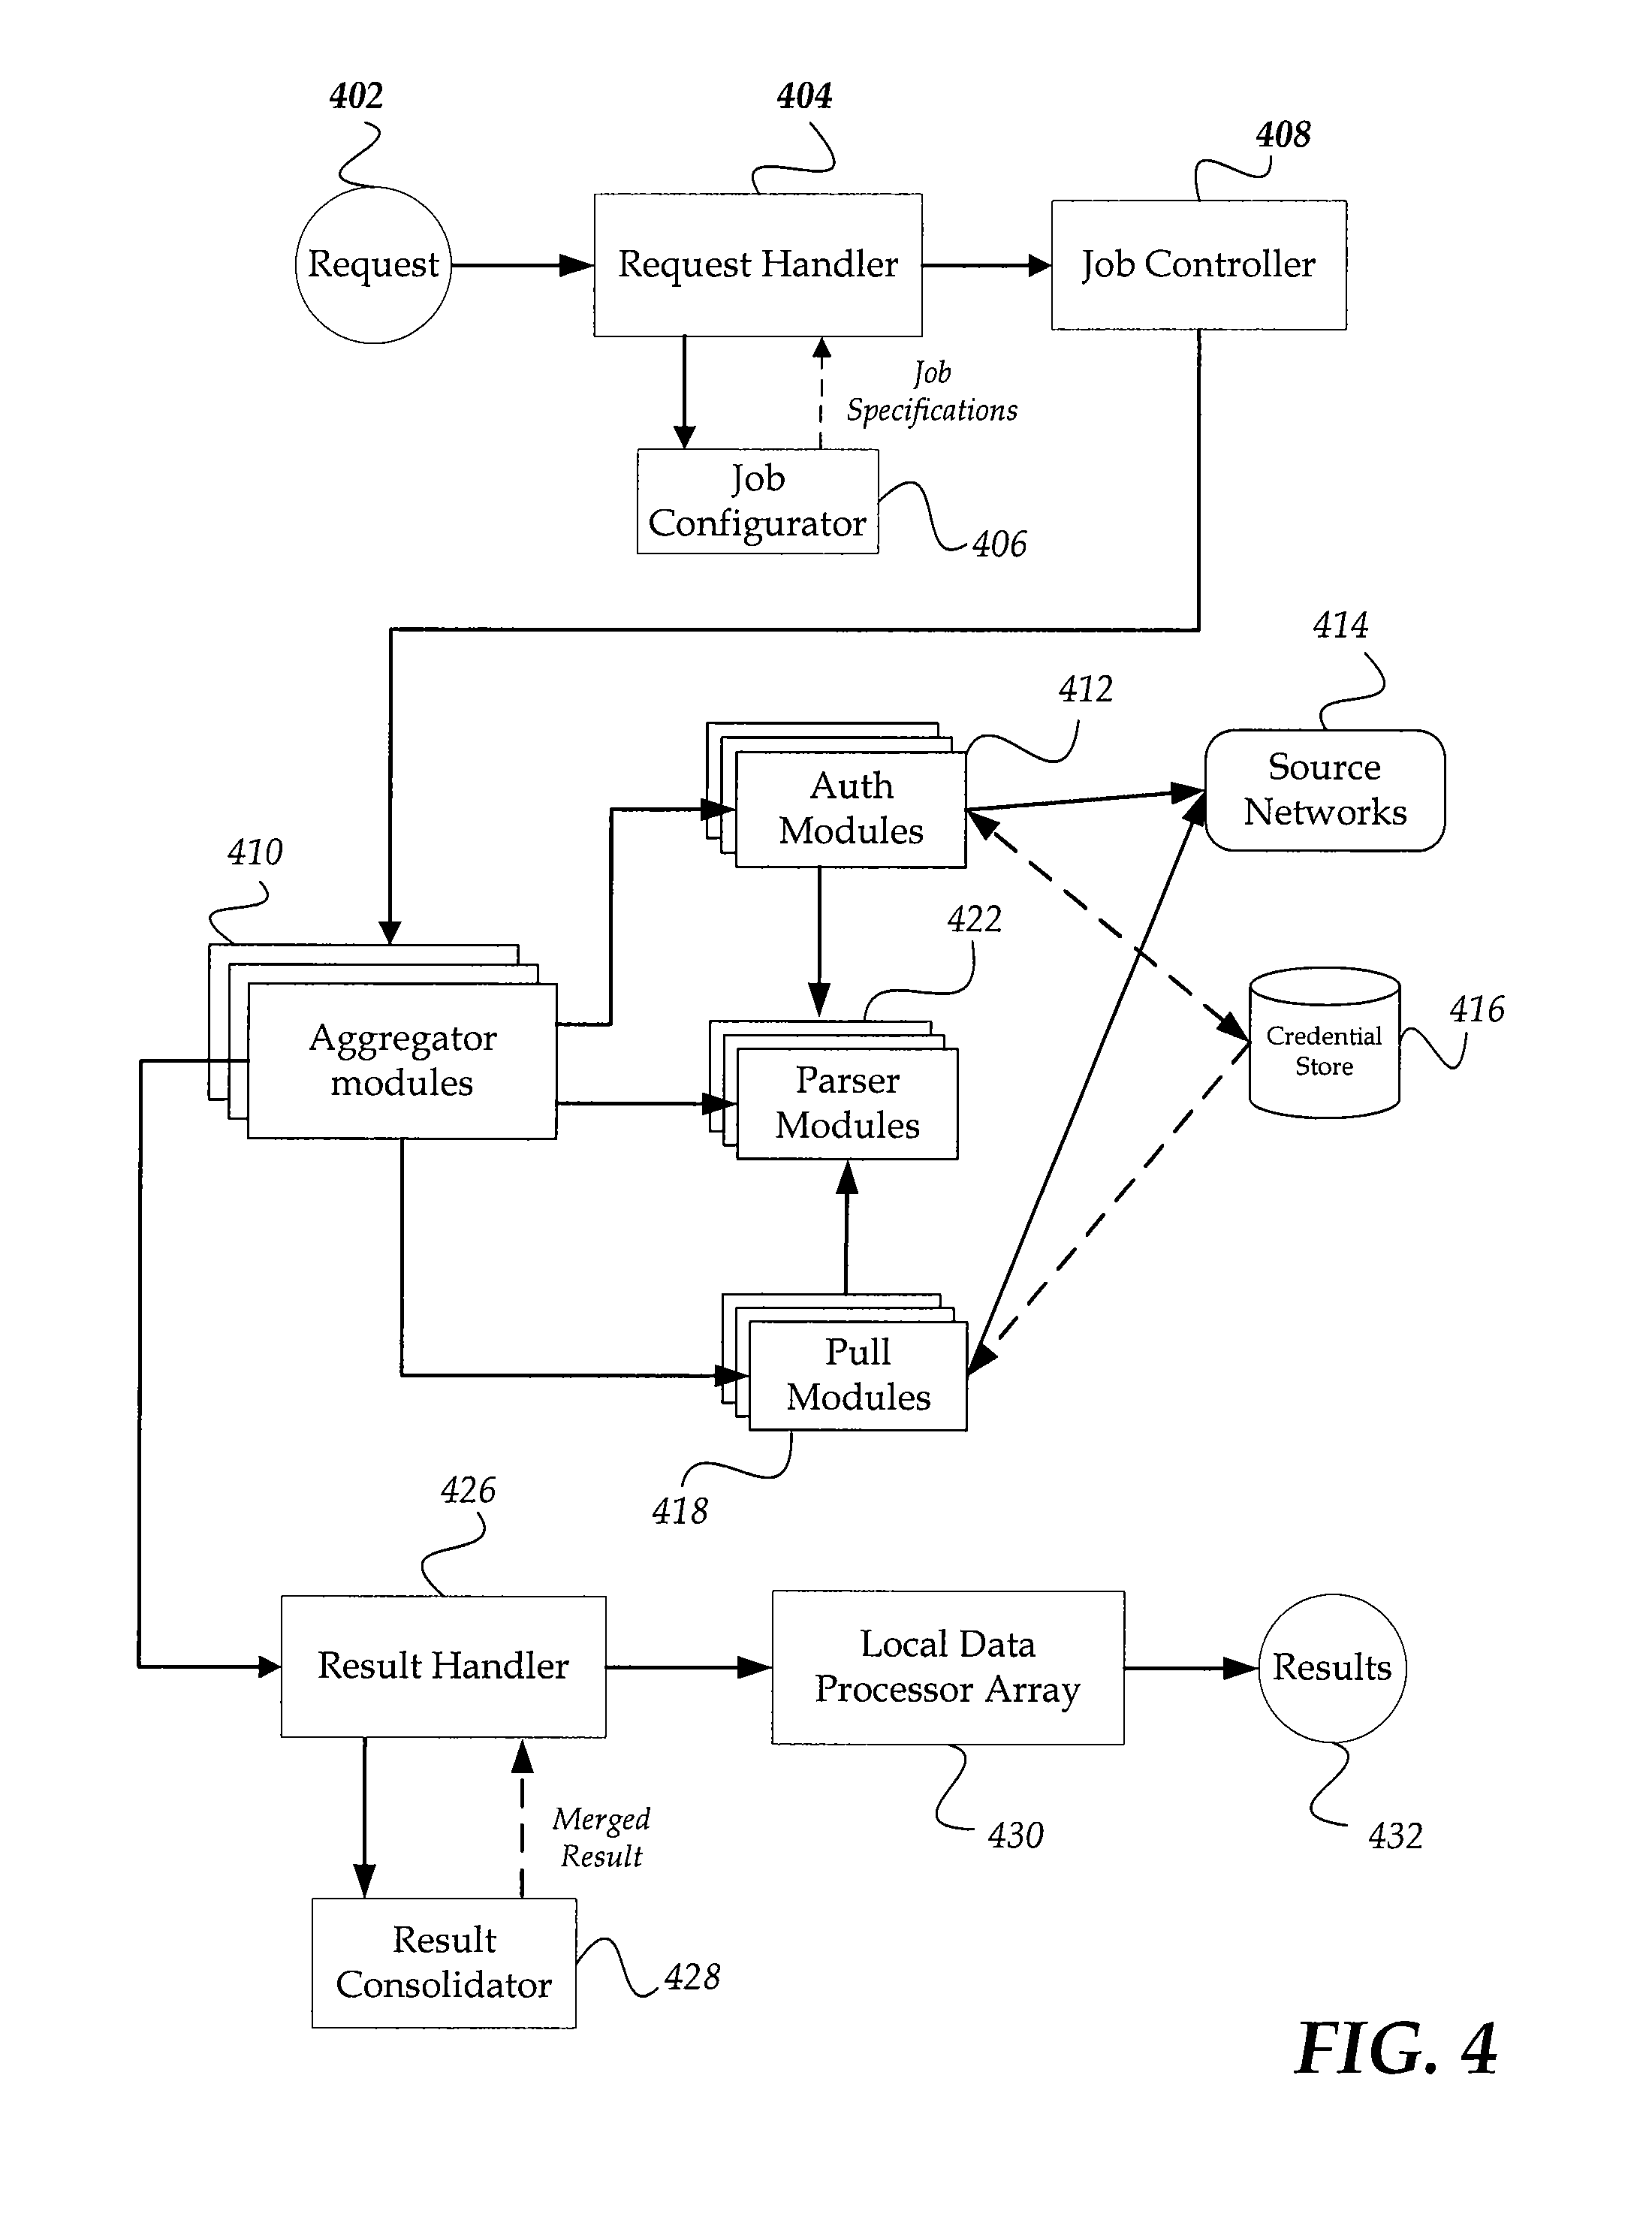 402
404
408
Request
Request Handler
Job Controller
Job
Specifications
Job
Configurator
406
414
412
Source
Networks
Auth
Modules
410
422
416
Credential
Store
Aggregator
modules
Parser
Modules
Pull
Modules
418
426
Result Handler
Local Data
Processor Array
Results
Merged
Result
430
432
Result
Consolidator
428
FIG. 4